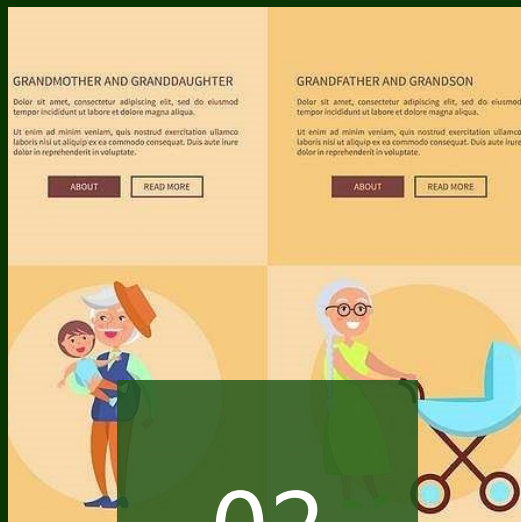 GRANDMOTHER AND GRANDDAUGHTER
Dolor sit amet, consectetur adipiscing elit, sed do eiusmod
tempor incididunt ut labore et dolore magna aliqua.
Ut enim ad minim veniam, quis nostrud exercitation ullamco
laboris nisi ut aliquip ex ea commodo consequat. Duis aute irure
dolor in reprehenderit in voluptate.
ABOUT
READ MORE
GRANDFATHER AND GRANDSON
Dolor sit amet, consectetur adipiscing elit, sed do eiusmod
tempor incididunt ut labore et dolore magna aliqua.
Ut enim ad minim veniam, quis nostrud exercitation ullamco
laboris nisi ut aliquip ex ea commodo consequat. Duis aute irure
dolor in reprehenderit in voluptate.
ABOUT
READ MORE
02